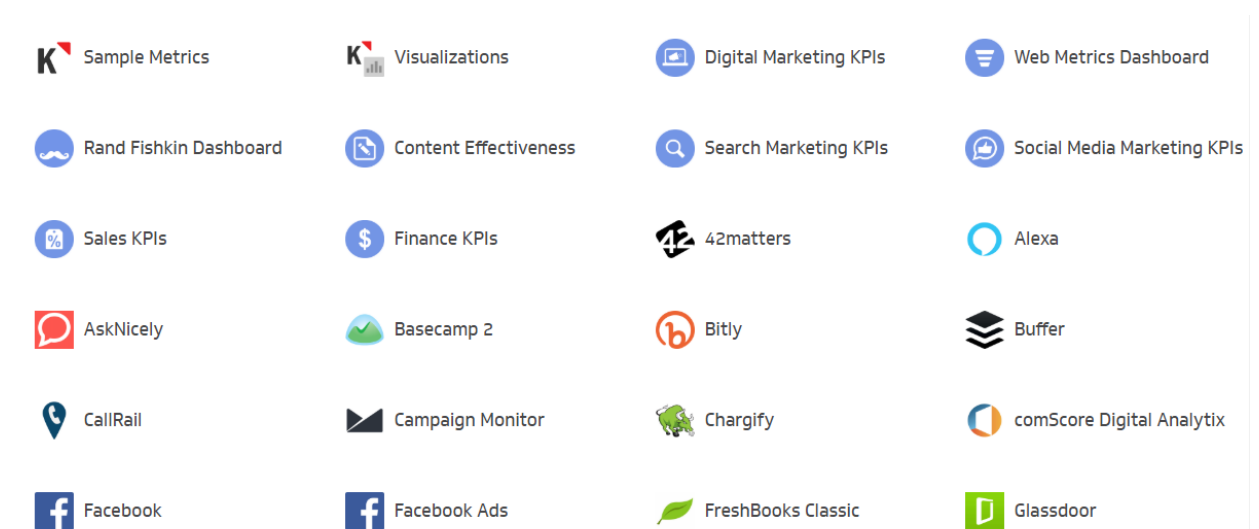 Sample Metrics
Visualizations
Digital Marketing KPIs
Web Metrics Dashboard
Rand Fishkin Dashboard
Content Effectiveness
Search Marketing KPIs
Social Media Marketing KPIs
Sales KPIs
Finance KPIs
42matters
Alexa
AskNicely
Basecamp 2
Bitly
Buffer
CallRail
Campaign Monitor
Chargify
comScore Digital Analytix
Facebook
Facebook Ads
FreshBooks Classic
Glassdoor